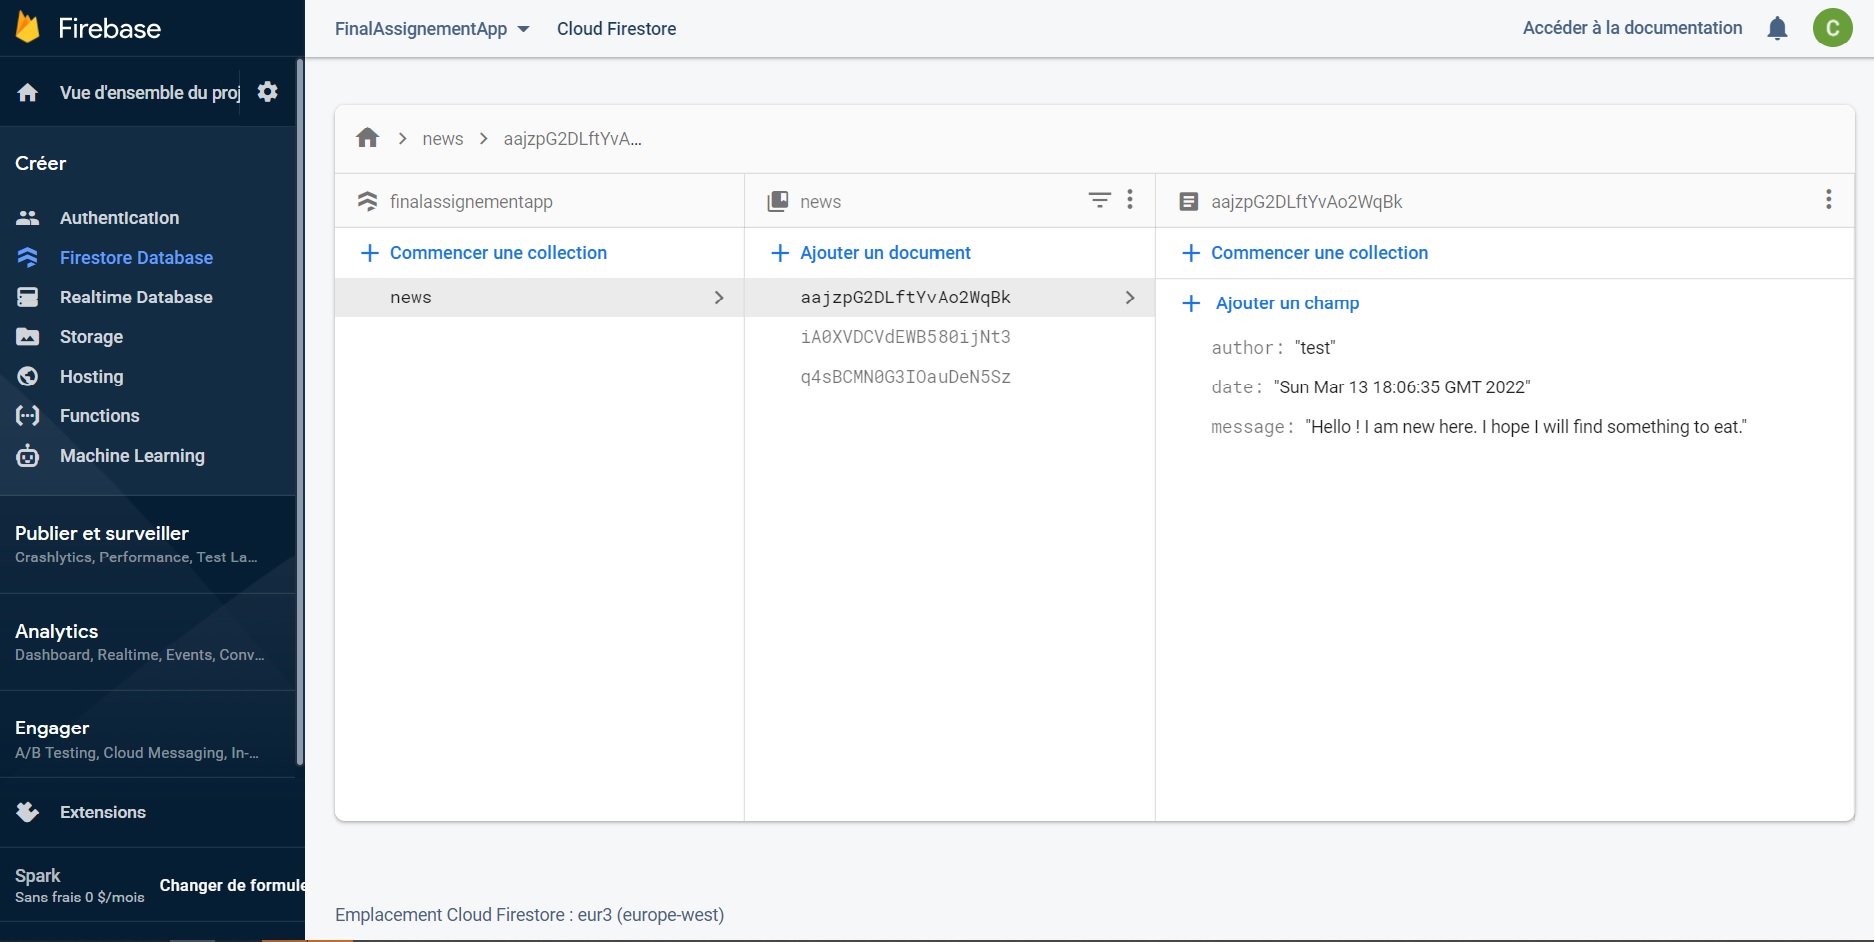 Firebase
FinalAssignementApp
Cloud Firestore
Accéder à la documentation
C
Vue d'ensemble du proj
Créer
Authentication
Firestore Database
Realtime Database
Storage
Hosting
Functions
Machine Learning
Publier et surveiller
Crashlytics, Performance, Test La…
Analytics
Dashboard, Realtime, Events, Conv…
Engager
A/B Testing, Cloud Messaging, In-…
Extensions
Spark
Sans frais 0 $/mois
Changer de formule
news
aajzpG2DLftYvA…
finalassignementapp
Commencer une collection
news
news
Ajouter un document
aajzpG2DLftYvAo2WqBk
iA0XVDCVdEWB580ijNt3
q4sBCMN0G3IOauDeN5Sz
aajzpG2DLftYvAo2WqBk
Commencer une collection
Ajouter un champ
author: "test"
date: "Sun Mar 13 18:06:35 GMT 2022"
message: "Hello ! I am new here. I hope I will find something to eat."
Emplacement Cloud Firestore : eur3 (europe-west)